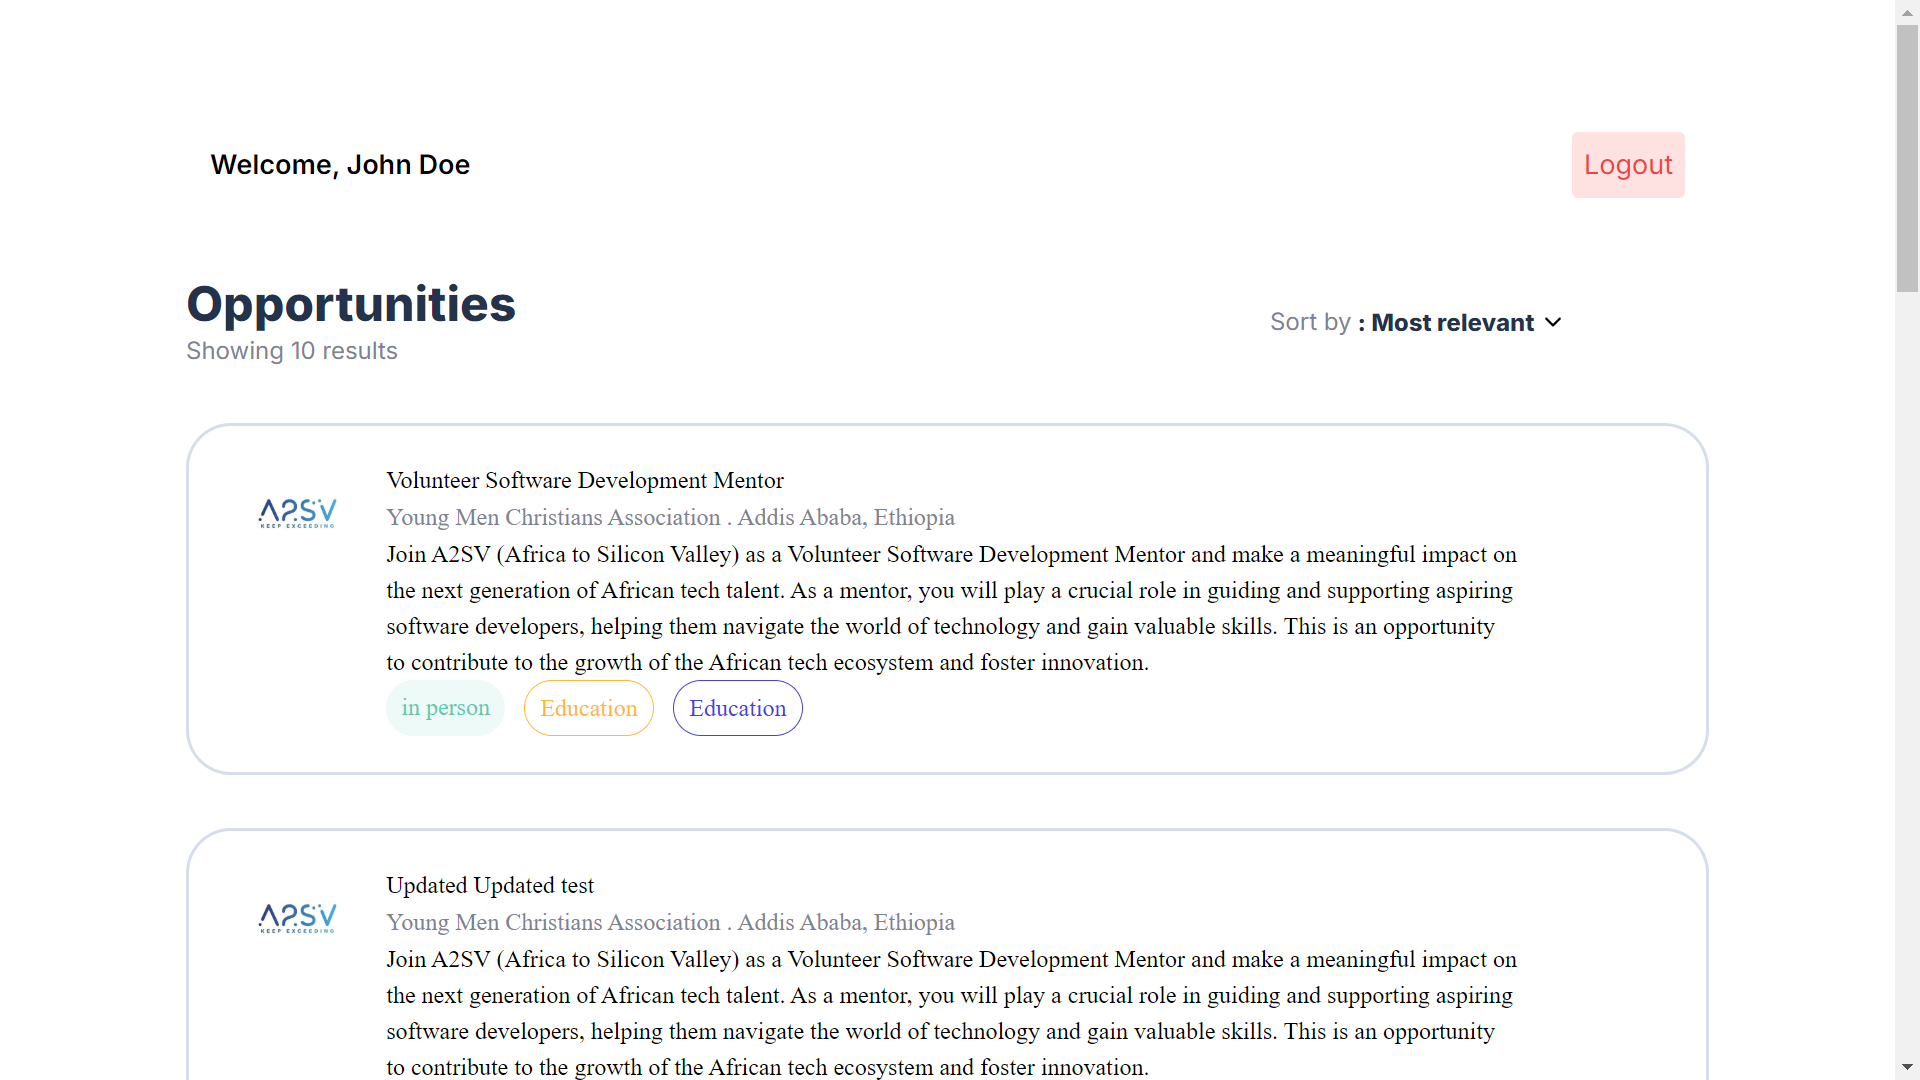 Welcome, John Doe
Logout
Opportunities
Showing 10 results
Sort by : Most relevant
A2SV
KEEP EXCEEDING
Volunteer Software Development Mentor
Young Men Christians Association . Addis Ababa, Ethiopia
Join A2SV (Africa to Silicon Valley) as a Volunteer Software Development Mentor and make a meaningful impact on
the next generation of African tech talent. As a mentor, you will play a crucial role in guiding and supporting aspiring
software developers, helping them navigate the world of technology and gain valuable skills. This is an opportunity
to contribute to the growth of the African tech ecosystem and foster innovation.
in person
Education
Education
A2SV
KEEP EXCEEDING
Updated Updated test
Young Men Christians Association . Addis Ababa, Ethiopia
Join A2SV (Africa to Silicon Valley) as a Volunteer Software Development Mentor and make a meaningful impact on
the next generation of African tech talent. As a mentor, you will play a crucial role in guiding and supporting aspiring
software developers, helping them navigate the world of technology and gain valuable skills. This is an opportunity
to contribute to the growth of the African tech ecosystem and foster innovation.